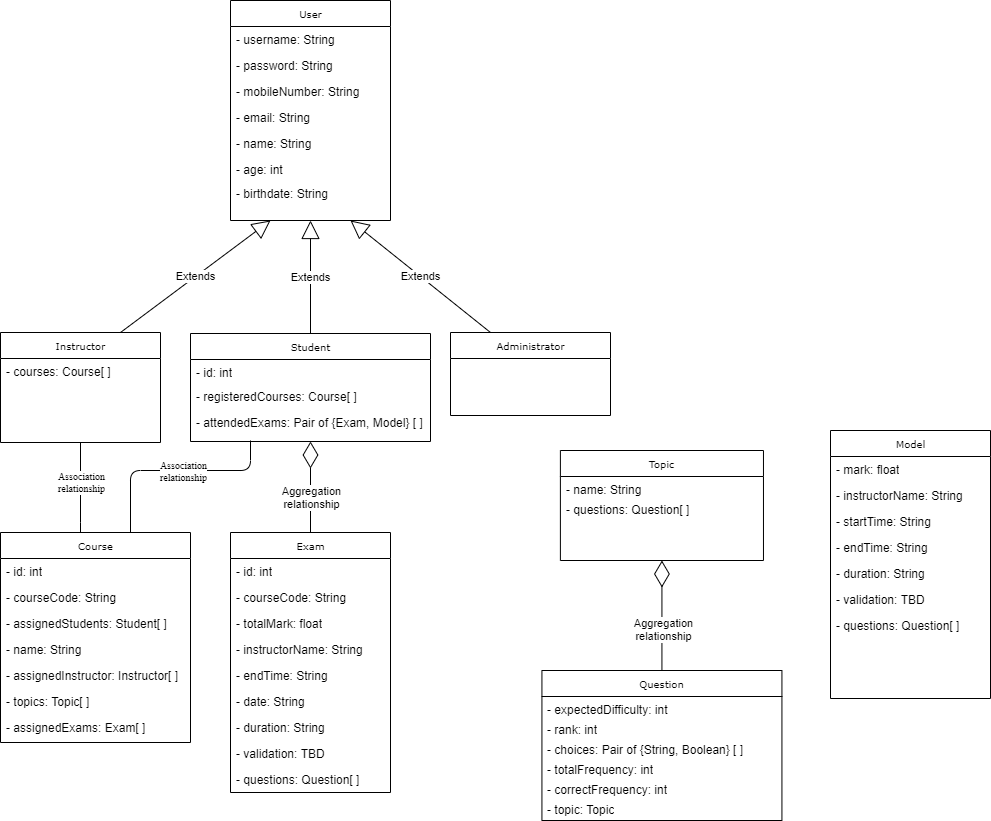 User
- username: String
- password: String
- mobileNumber: String
- email: String
- name: String
- age: int
- birthdate: String
Extends
Extends
Extends
Instructor
- courses: Course[ ]
Student
- id: int
- registeredCourses: Course[ ]
- attendedExams: Pair of {Exam, Model} [ ]
Administrator
Association
relationship
Association
relationship
Aggregation
relationship
Course
- id: int
- courseCode: String
- assignedStudents: Student[ ]
- name: String
- assignedInstructor: Instructor[ ]
- topics: Topic[ ]
- assignedExams: Exam[ ]
Exam
- id: int
- courseCode: String
- totalMark: float
- instructorName: String
- endTime: String
- date: String
- duration: String
- validation: TBD
- questions: Question[ ]
Topic
- name: String
- questions: Question[ ]
Aggregation
relationship
Question
- expectedDifficulty: int
- rank: int
- choices: Pair of {String, Boolean} [ ]
- totalFrequency: int
- correctFrequency: int
- topic: Topic
Model
- mark: float
- instructorName: String
- startTime: String
- endTime: String
- duration: String
- validation: TBD
- questions: Question[ ]